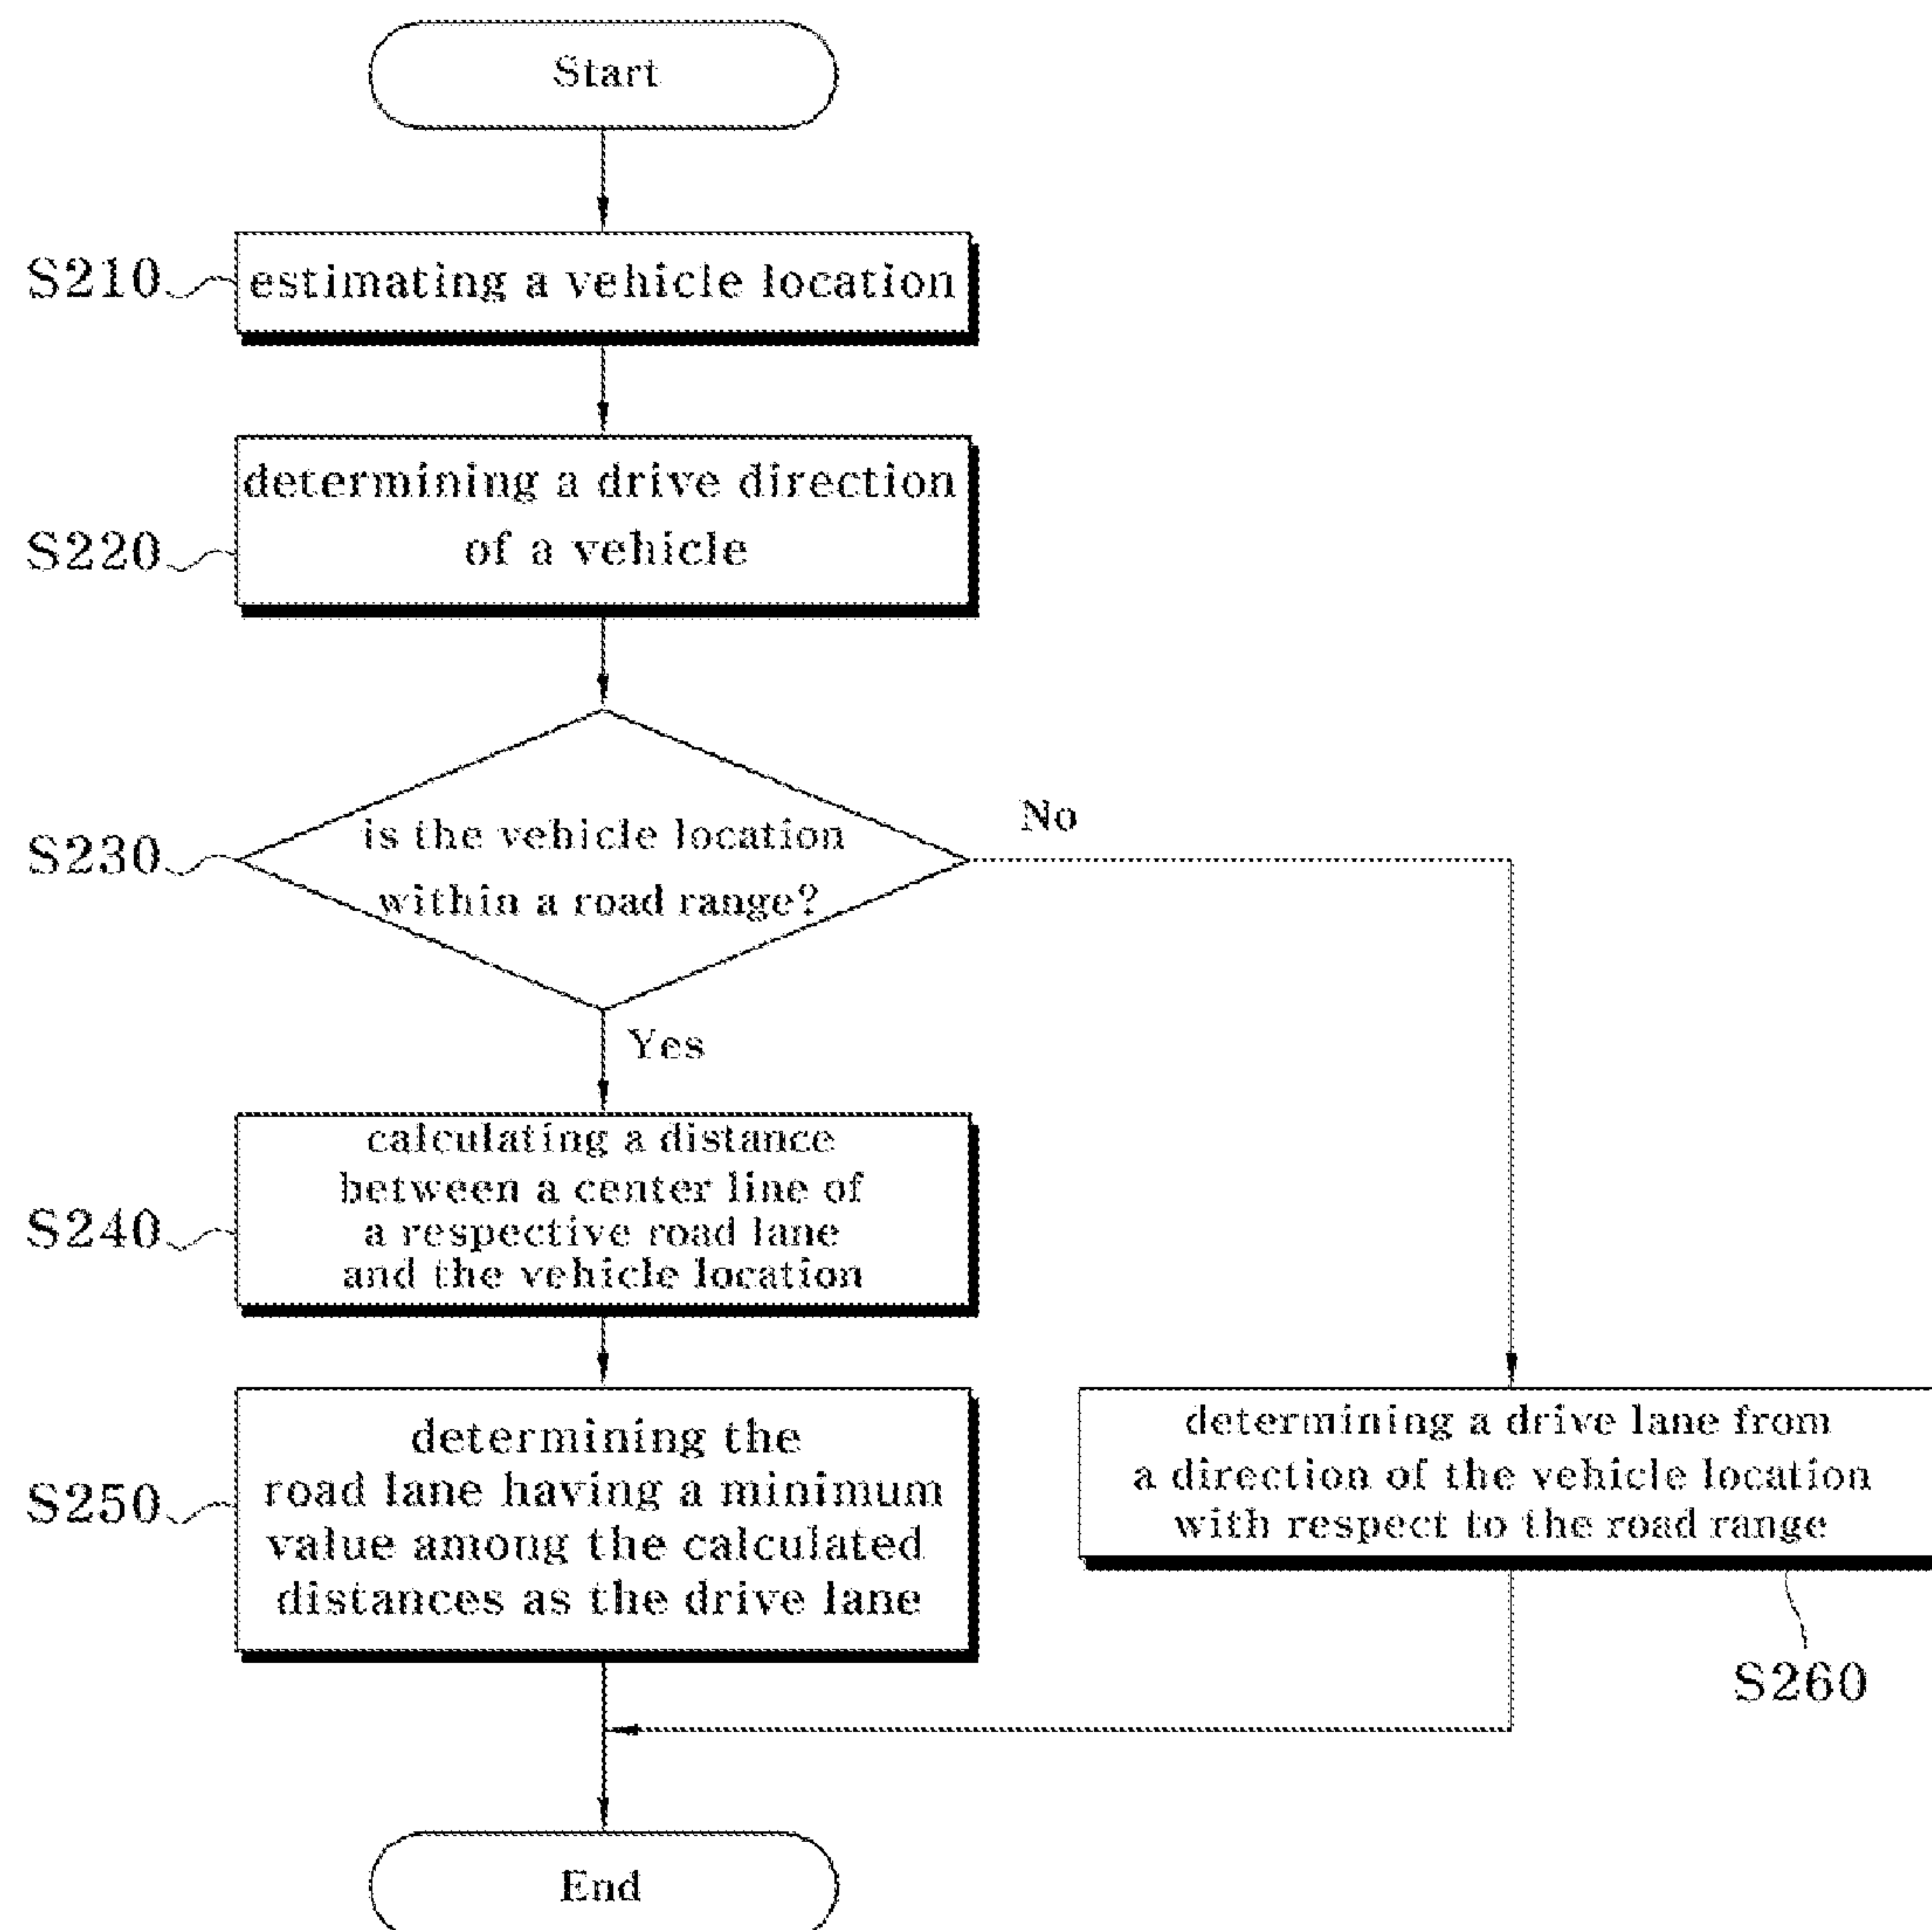 Start
S210
estimating a vehicle location
determining a drive direction
S220
of a vehicle
No
is the vehicle location
S230
within a road range?
Yes
calculating a distance
between a center line of
S240
a respective road lane
and the vehicle location
determining the
road lane having a minimum
S250
value among the calculated
distances as the drive lane
determining a drive lane from
a direction of the vehicle location
with respect to the road range
S260
End